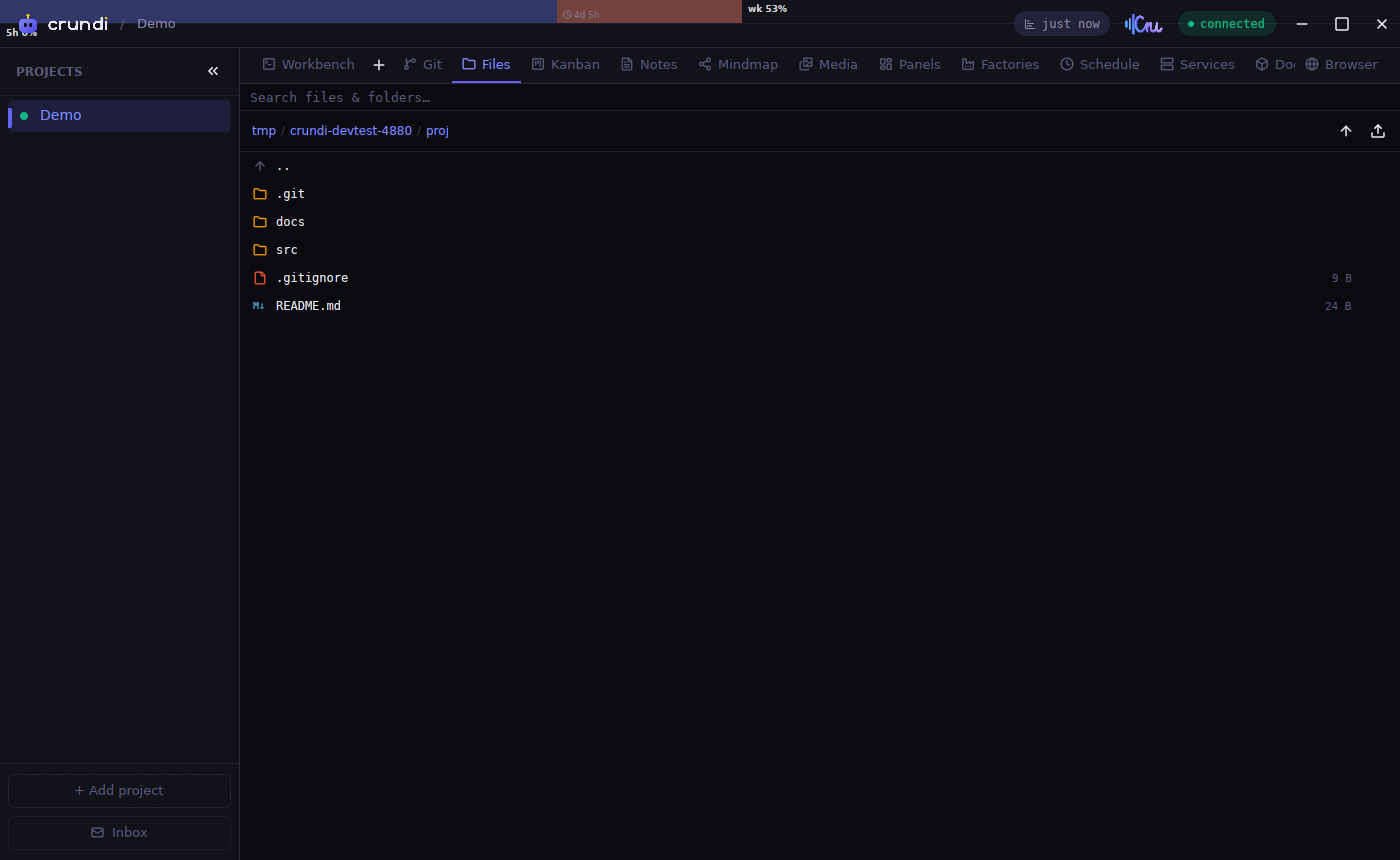 4d 5h
wk 53%
5h 0%
crundi / Demo
just now
Cru
connected
PROJECTS
Workbench
Git
Files
Kanban
Notes
Mindmap
Media
Panels
Factories
Schedule
Services
Doc
Browser
Demo
Search files & folders…
tmp / crundi-devtest-4880 / proj
..
.git
docs
src
.gitignore 9 B
README.md 24 B
+ Add project
Inbox